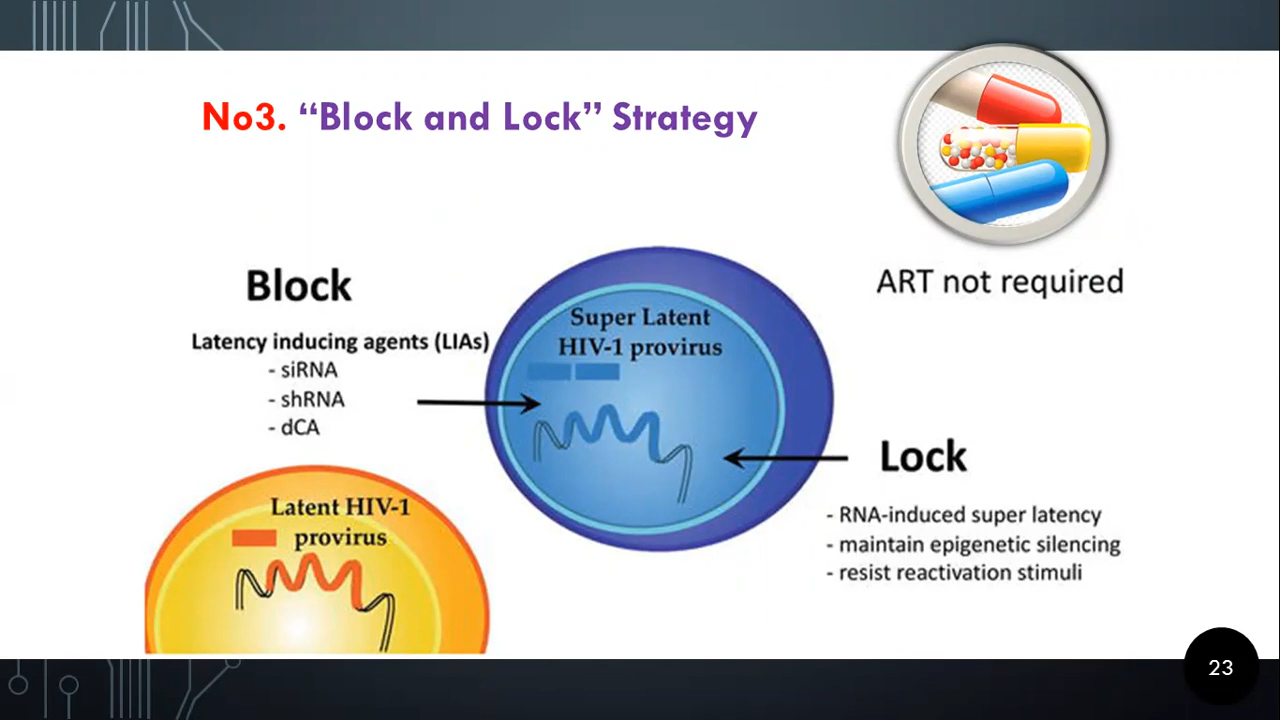 No3. “Block and Lock” Strategy
ART not required
Block
Latency inducing agents (LIAs)
- siRNA
- shRNA
- dCA
Super Latent
HIV-1 provirus
Lock
- RNA-induced super latency
- maintain epigenetic silencing
- resist reactivation stimuli
Latent HIV-1
provirus
23